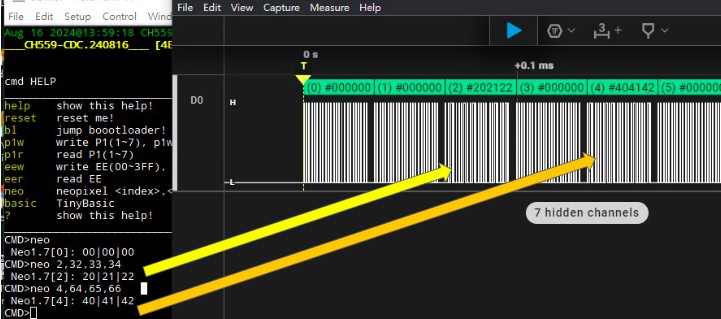 File Edit Setup Control Window
Aug 16 2024@13:59:18 CH559
___CH559-CDC.240816___ [4E
cmd HELP
help show this help!
reset reset me!
bl jump boootloader!
p1w write P1(1~7), p1w
p1r read P1(1~7)
eew write EE(00~3FF).
eer read EE
neo neopixel <index>,<
basic TinyBasic
? show this help!
CMD>neo
Neo1.7[0]: 00|00|00
CMD>neo 2,32,33,34
Neo1.7[2]: 20|21|22
CMD>neo 4,64,65,66
Neo1.7[4]: 40|41|42
CMD>
File Edit View Capture Measure Help
3 +
0 s
T
+0.1 ms
D0
H
(0) #000000 (1) #000000 (2) #202122 (3) #000000 (4) #404142 (5) #00000
L
7 hidden channels